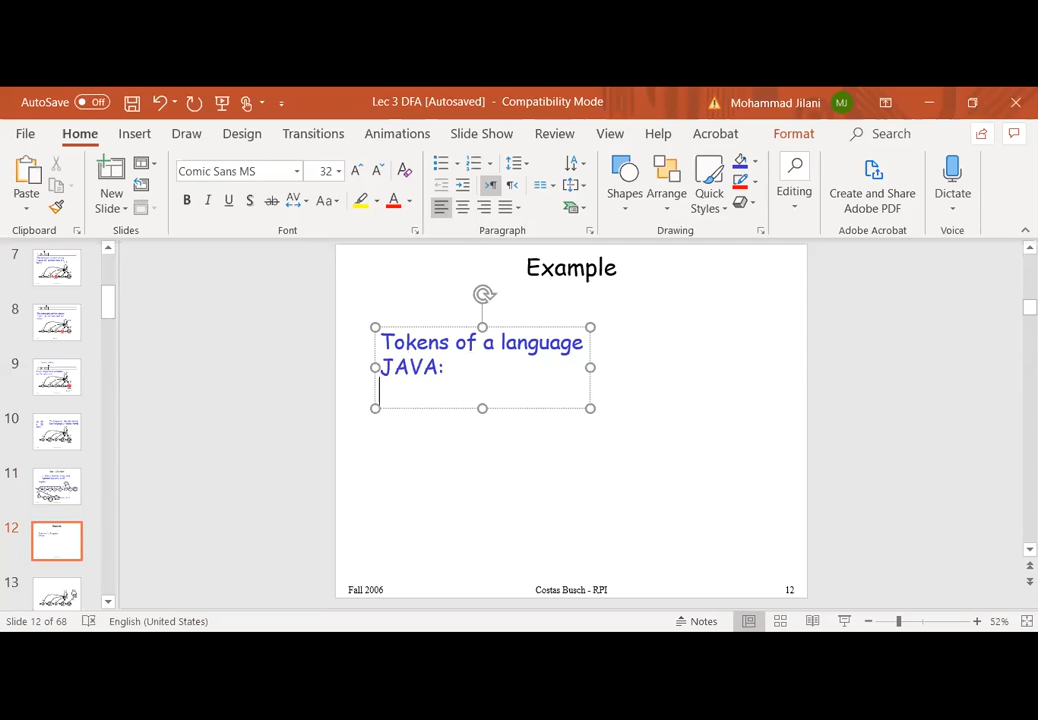 AutoSave Off Lec 3 DFA [Autosaved] - Compatibility Mode Mohammad Jilani MJ
File Home Insert Draw Design Transitions Animations Slide Show Review View Help Acrobat Format Search
Paste
New
Slide
Comic Sans MS 32
B I U S ab AV Aa A
Shapes Arrange Quick
Styles
Editing
Create and Share
Adobe PDF
Dictate
Clipboard Slides Font Paragraph Drawing Adobe Acrobat Voice
7
8
9
10
11
12
13
Example
Tokens of a language
JAVA:
Fall 2006 Costas Busch - RPI 12
Slide 12 of 68 English (United States) Notes 52%